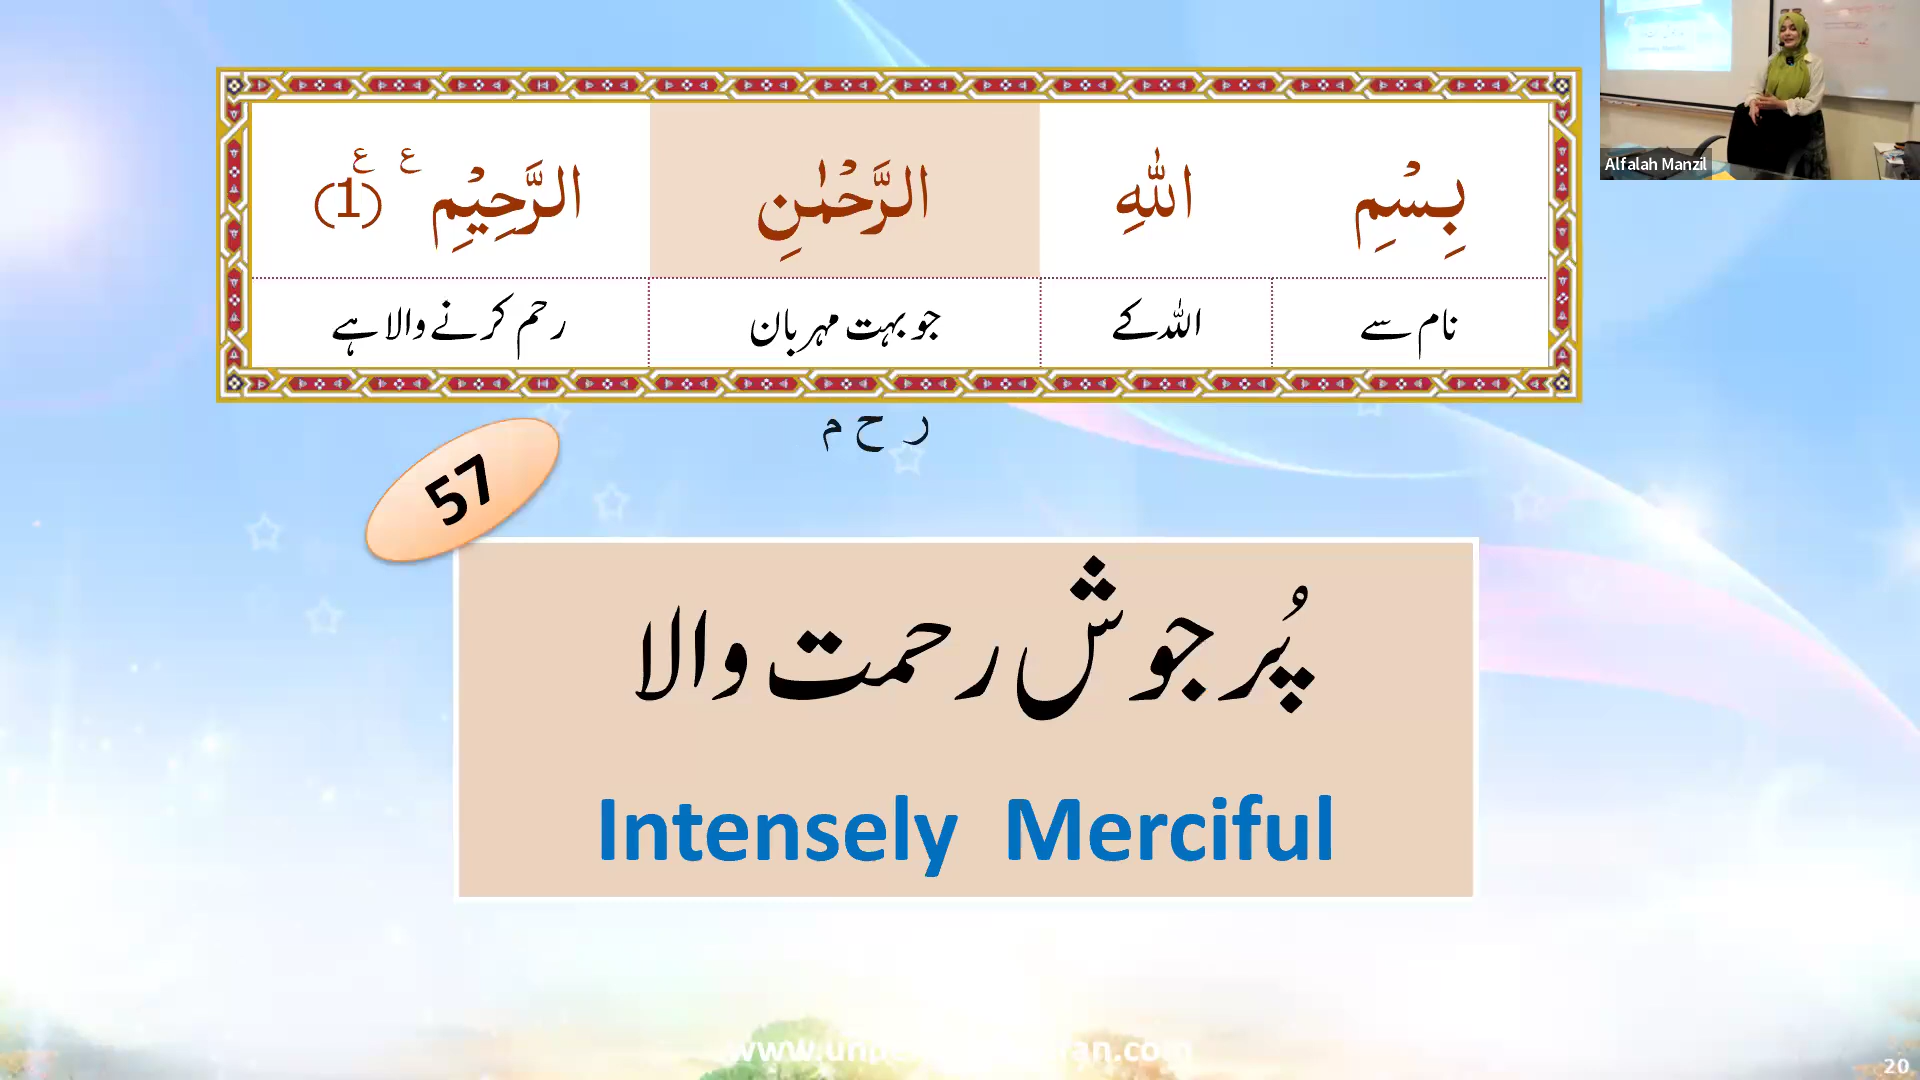 بِسْمِ اللّٰهِ الرَّحْمٰنِ الرَّحِيْمِ ع (1) ع
نام سے اللہ کے جو بہت مہربان رحم کرنے والا ہے
ر ح م
57
پُر جوش رحمت والا
Intensely Merciful
Alfalah Manzil
20